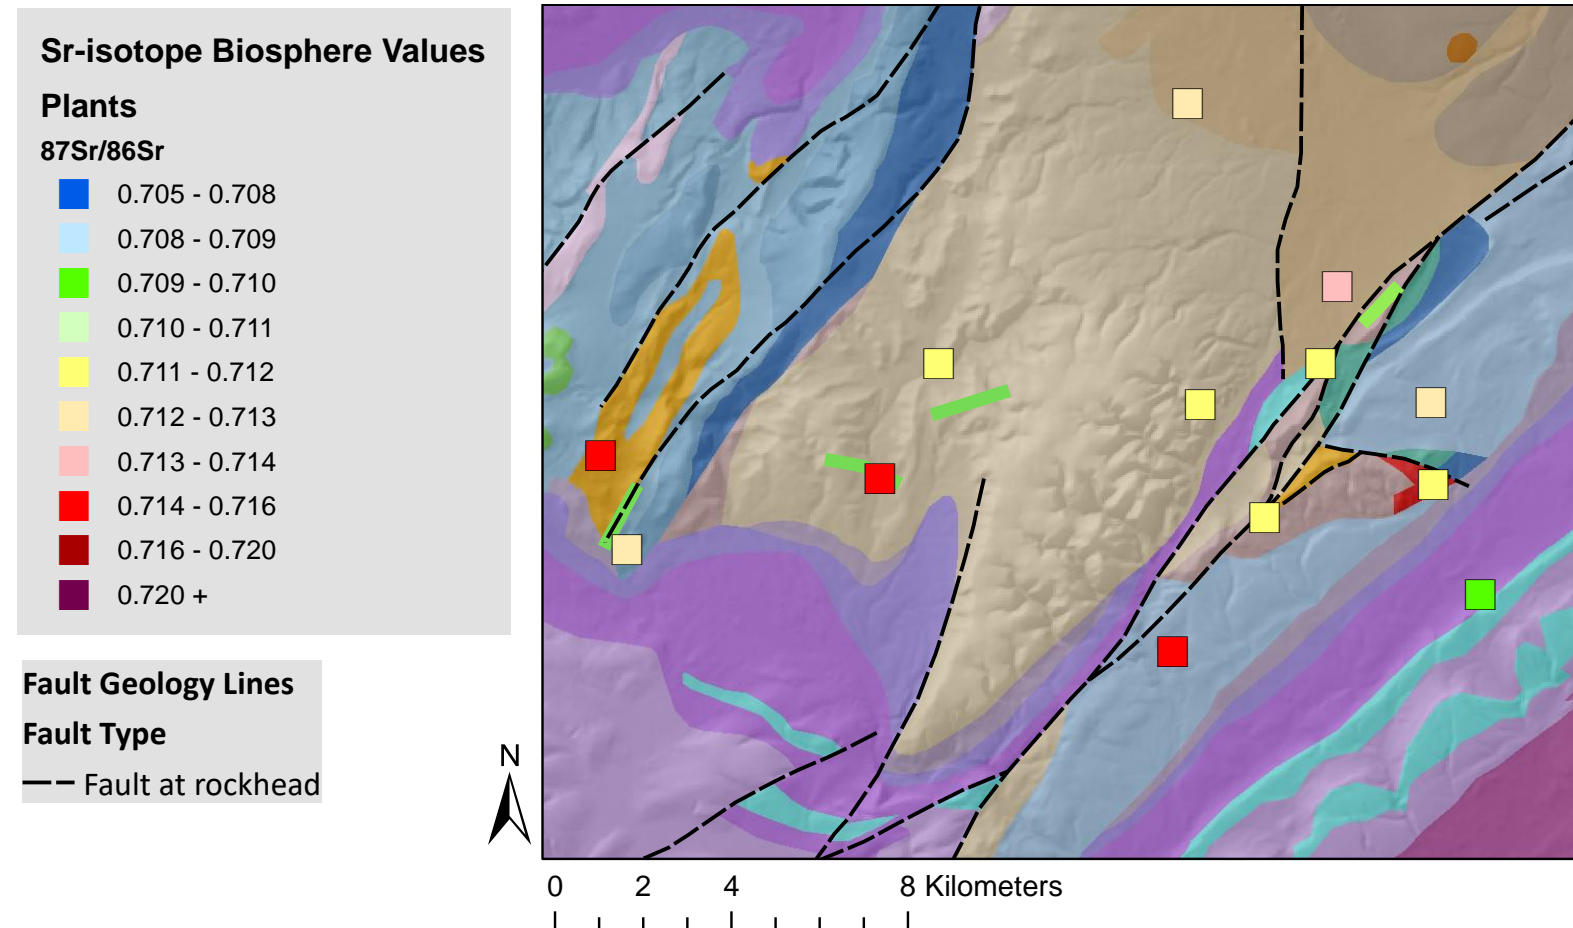 Sr-isotope Biosphere Values
Plants
87Sr/86Sr
0.705 - 0.708
0.708 - 0.709
0.709 - 0.710
0.710 - 0.711
0.711 - 0.712
0.712 - 0.713
0.713 - 0.714
0.714 - 0.716
0.716 - 0.720
0.720 +
Fault Geology Lines
Fault Type
Fault at rockhead
N
0 2 4 8 Kilometers